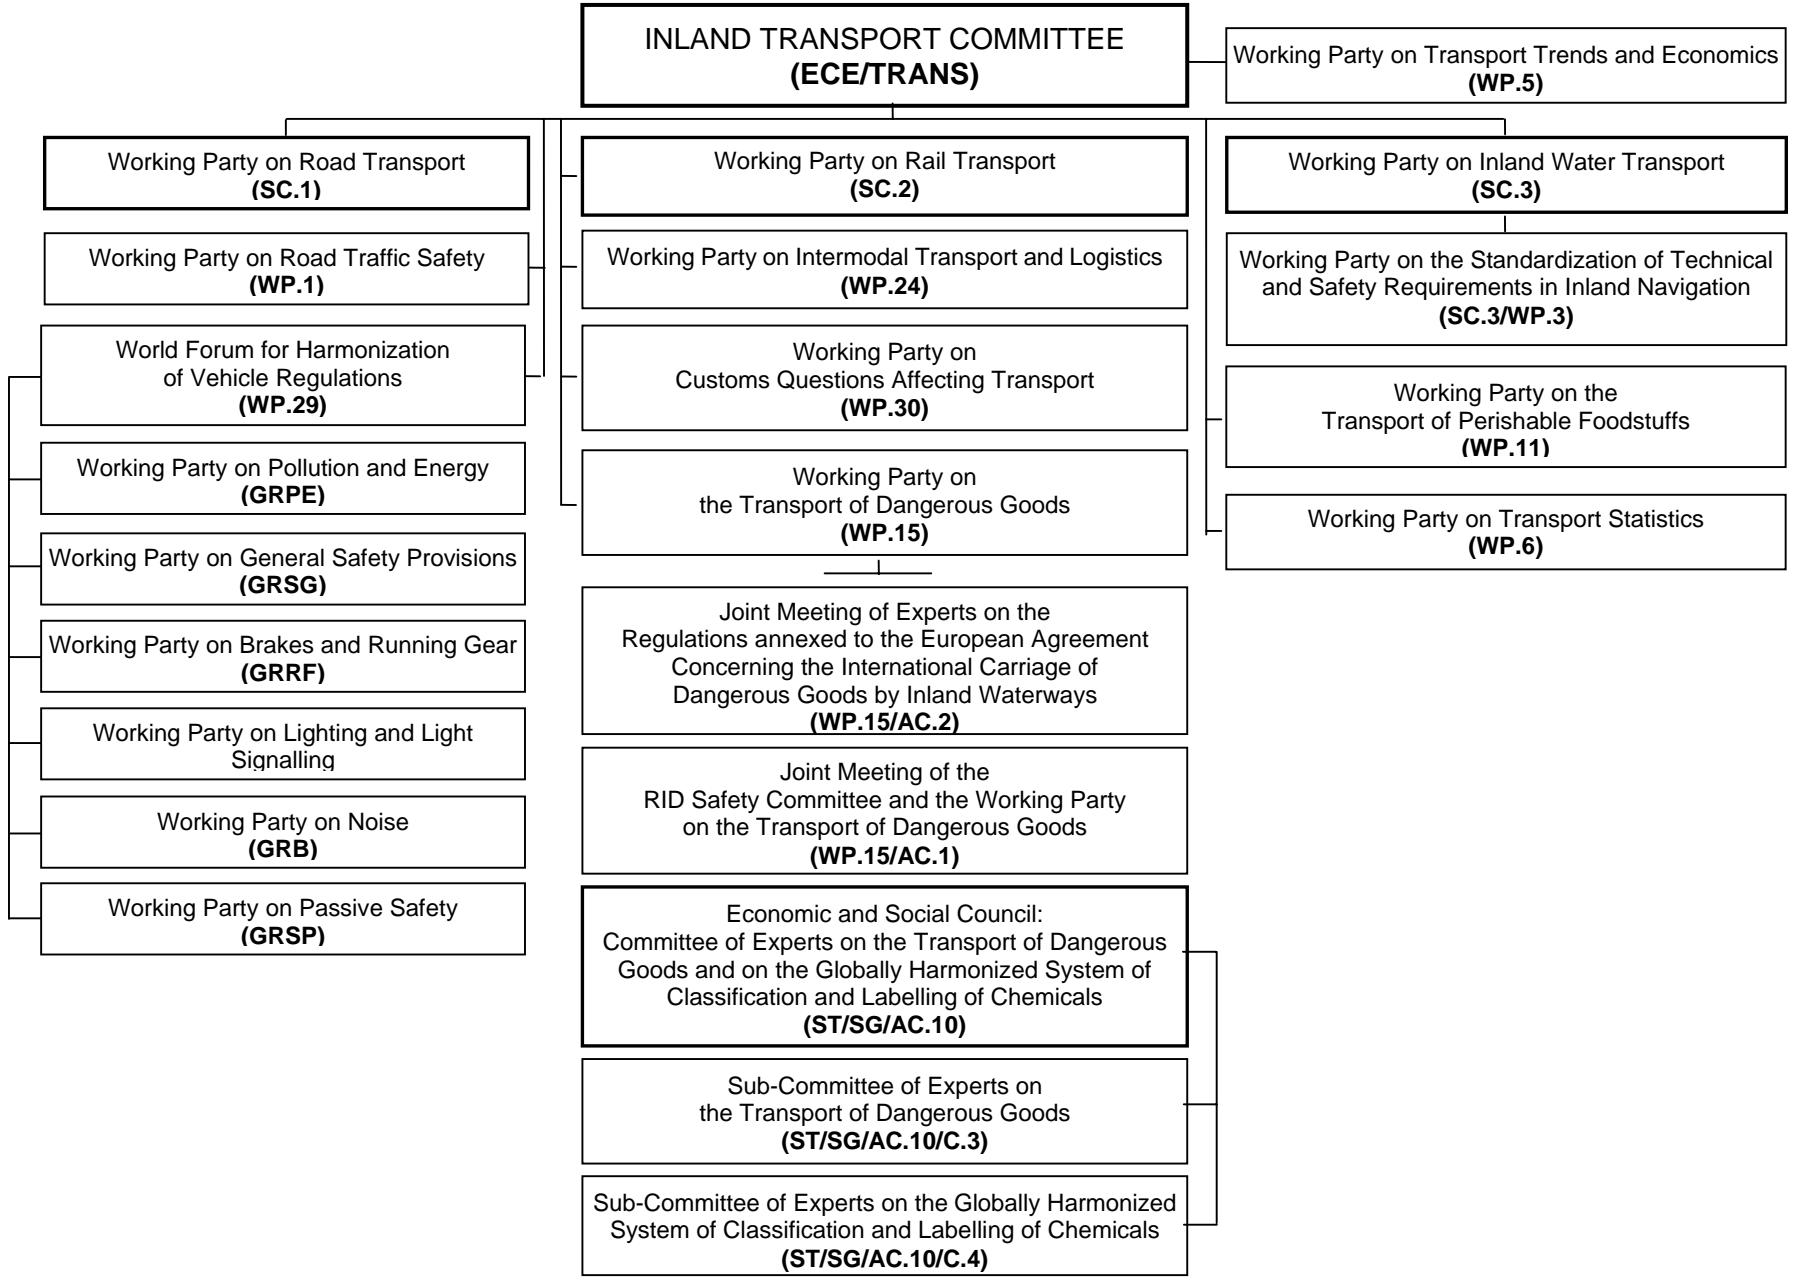 INLAND TRANSPORT COMMITTEE
(ECE/TRANS)
Working Party on Transport Trends and Economics
(WP.5)
Working Party on Road Transport
(SC.1)
Working Party on Road Traffic Safety
(WP.1)
World Forum for Harmonization
of Vehicle Regulations
(WP.29)
Working Party on Pollution and Energy
(GRPE)
Working Party on General Safety Provisions
(GRSG)
Working Party on Brakes and Running Gear
(GRRF)
Working Party on Lighting and Light
Signalling
Working Party on Noise
(GRB)
Working Party on Passive Safety
(GRSP)
Working Party on Rail Transport
(SC.2)
Working Party on Intermodal Transport and Logistics
(WP.24)
Working Party on
Customs Questions Affecting Transport
(WP.30)
Working Party on
the Transport of Dangerous Goods
(WP.15)
Joint Meeting of Experts on the
Regulations annexed to the European Agreement
Concerning the International Carriage of
Dangerous Goods by Inland Waterways
(WP.15/AC.2)
Joint Meeting of the
RID Safety Committee and the Working Party
on the Transport of Dangerous Goods
(WP.15/AC.1)
Economic and Social Council:
Committee of Experts on the Transport of Dangerous
Goods and on the Globally Harmonized System of
Classification and Labelling of Chemicals
(ST/SG/AC.10)
Sub-Committee of Experts on
the Transport of Dangerous Goods
(ST/SG/AC.10/C.3)
Sub-Committee of Experts on the Globally Harmonized
System of Classification and Labelling of Chemicals
(ST/SG/AC.10/C.4)
Working Party on Inland Water Transport
(SC.3)
Working Party on the Standardization of Technical
and Safety Requirements in Inland Navigation
(SC.3/WP.3)
Working Party on the
Transport of Perishable Foodstuffs
(WP.11)
Working Party on Transport Statistics
(WP.6)